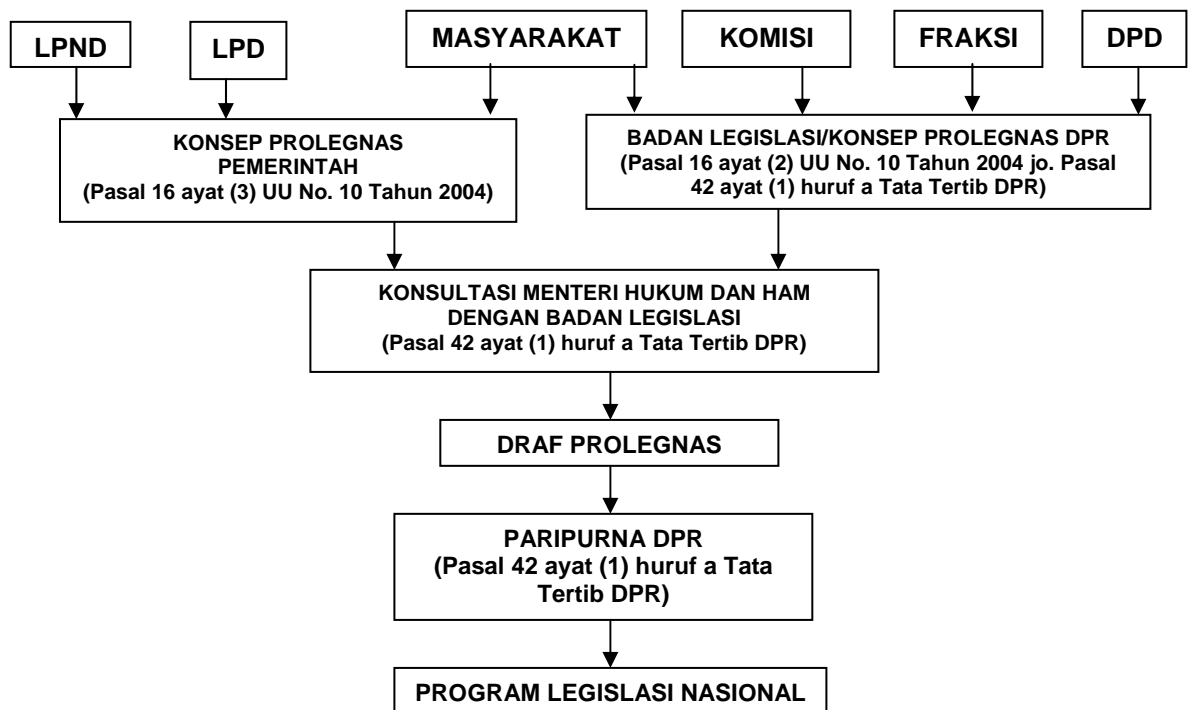 LPND
LPD
MASYARAKAT
KOMISI
FRAKSI
DPD
KONSEP PROLEGNAS
PEMERINTAH
(Pasal 16 ayat (3) UU No. 10 Tahun 2004)
BADAN LEGISLASI/KONSEP PROLEGNAS DPR
(Pasal 16 ayat (2) UU No. 10 Tahun 2004 jo. Pasal
42 ayat (1) huruf a Tata Tertib DPR)
KONSULTASI MENTERI HUKUM DAN HAM
DENGAN BADAN LEGISLASI
(Pasal 42 ayat (1) huruf a Tata Tertib DPR)
DRAF PROLEGNAS
PARIPURNA DPR
(Pasal 42 ayat (1) huruf a Tata
Tertib DPR)
PROGRAM LEGISLASI NASIONAL